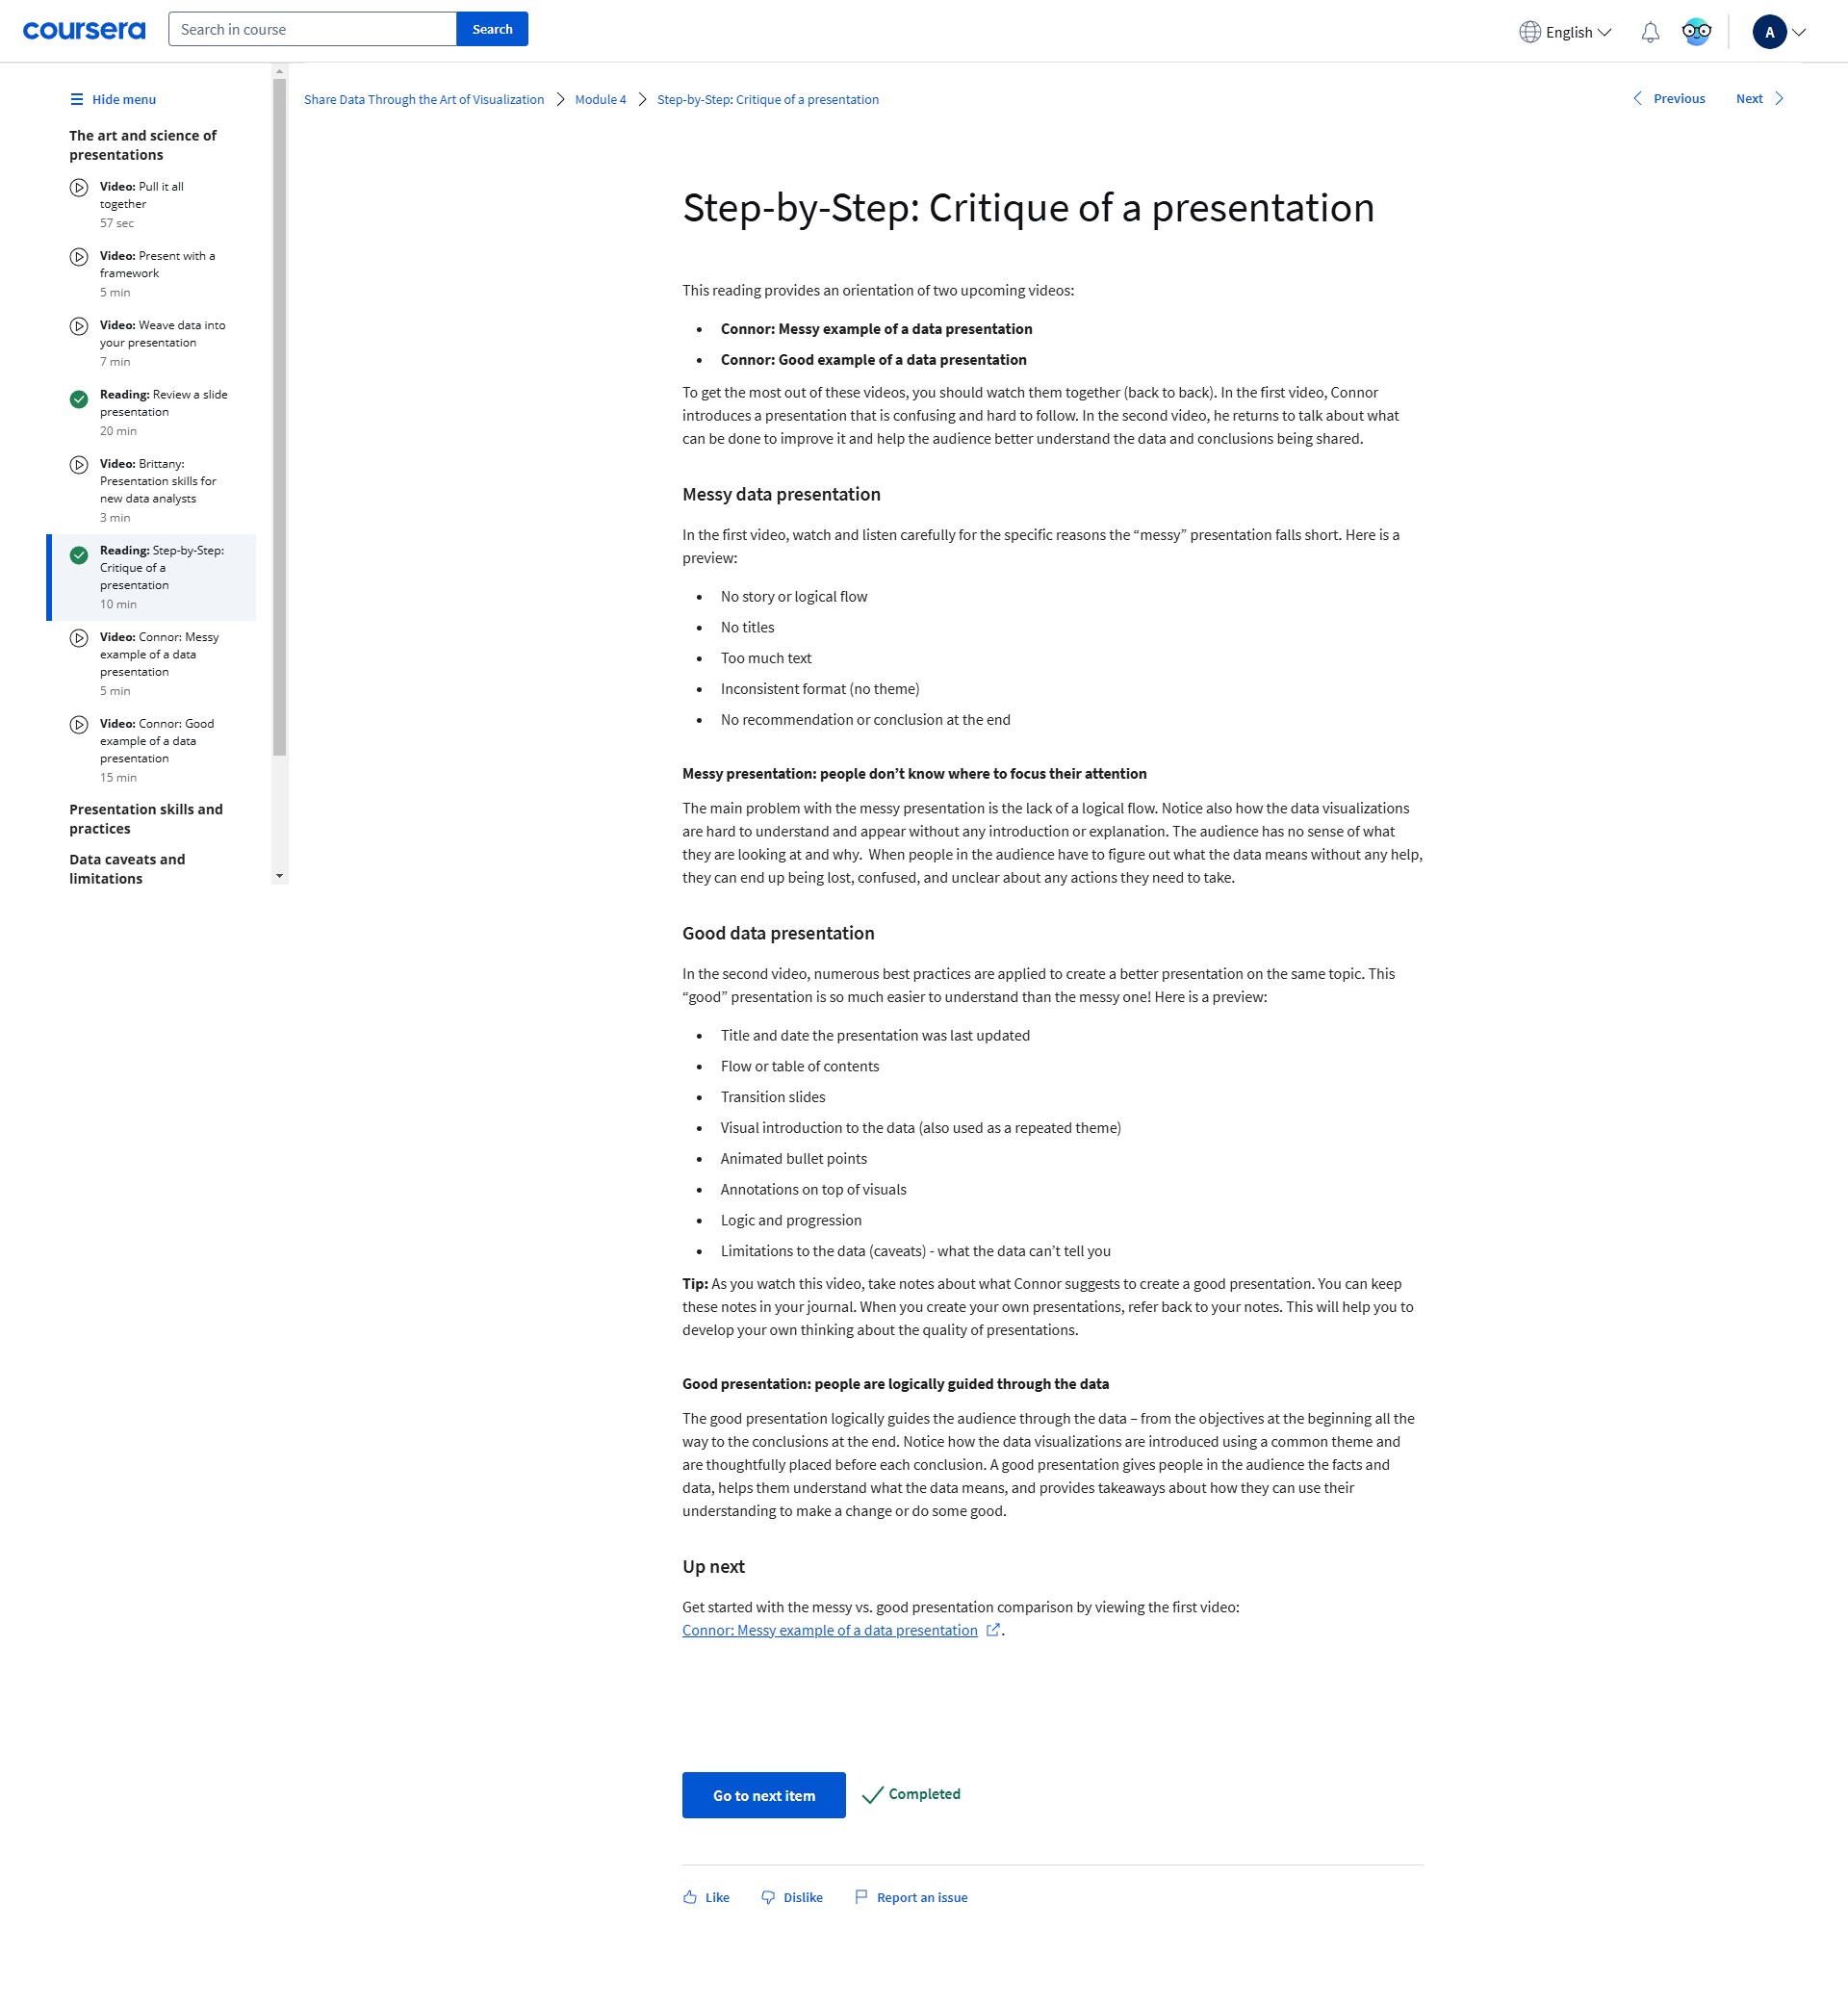 coursera
Search in course
Search
English
A
Hide menu
The art and science of
presentations
Video: Pull it all
together
57 sec
Video: Present with a
framework
5 min
Video: Weave data into
your presentation
7 min
Reading: Review a slide
presentation
20 min
Video: Brittany:
Presentation skills for
new data analysts
3 min
Reading: Step-by-Step:
Critique of a
presentation
10 min
Video: Connor: Messy
example of a data
presentation
5 min
Video: Connor: Good
example of a data
presentation
15 min
Presentation skills and
practices
Data caveats and
limitations
Share Data Through the Art of Visualization
Module 4
Step-by-Step: Critique of a presentation
Previous
Next
Step-by-Step: Critique of a presentation
This reading provides an orientation of two upcoming videos:
• Connor: Messy example of a data presentation
• Connor: Good example of a data presentation
To get the most out of these videos, you should watch them together (back to back). In the first video, Connor
introduces a presentation that is confusing and hard to follow. In the second video, he returns to talk about what
can be done to improve it and help the audience better understand the data and conclusions being shared.
Messy data presentation
In the first video, watch and listen carefully for the specific reasons the “messy” presentation falls short. Here is a
preview:
• No story or logical flow
• No titles
• Too much text
• Inconsistent format (no theme)
• No recommendation or conclusion at the end
Messy presentation: people don’t know where to focus their attention
The main problem with the messy presentation is the lack of a logical flow. Notice also how the data visualizations
are hard to understand and appear without any introduction or explanation. The audience has no sense of what
they are looking at and why.  When people in the audience have to figure out what the data means without any help,
they can end up being lost, confused, and unclear about any actions they need to take.
Good data presentation
In the second video, numerous best practices are applied to create a better presentation on the same topic. This
“good” presentation is so much easier to understand than the messy one! Here is a preview:
• Title and date the presentation was last updated
• Flow or table of contents
• Transition slides
• Visual introduction to the data (also used as a repeated theme)
• Animated bullet points
• Annotations on top of visuals
• Logic and progression
• Limitations to the data (caveats) - what the data can’t tell you
Tip: As you watch this video, take notes about what Connor suggests to create a good presentation. You can keep
these notes in your journal. When you create your own presentations, refer back to your notes. This will help you to
develop your own thinking about the quality of presentations.
Good presentation: people are logically guided through the data
The good presentation logically guides the audience through the data – from the objectives at the beginning all the
way to the conclusions at the end. Notice how the data visualizations are introduced using a common theme and
are thoughtfully placed before each conclusion. A good presentation gives people in the audience the facts and
data, helps them understand what the data means, and provides takeaways about how they can use their
understanding to make a change or do some good.
Up next
Get started with the messy vs. good presentation comparison by viewing the first video:
Connor: Messy example of a data presentation .
Go to next item
Completed
Like
Dislike
Report an issue